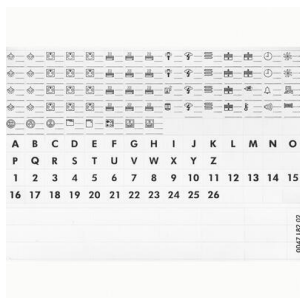 A B C D E F G H I J K L M N O
P Q R S T U V W X Y Z
1 2 3 4 5 6 7 8 9 10 11 12 13 14 15
16 17 18 19 20 21 22 23 24 25 26